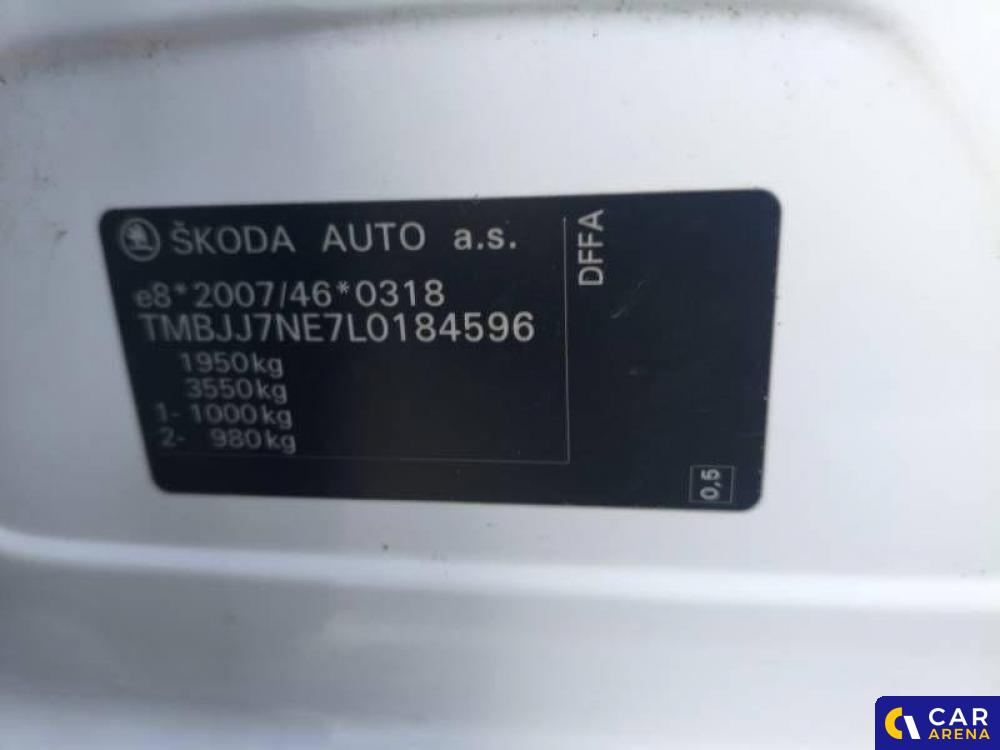 ŠKODA AUTO a.s.
e8*2007/46*0318
TMBJJ7NE7L0184596
1950kg
3550kg
1- 1000kg
2- 980kg
DFFA
0,5
CAR
ARENA